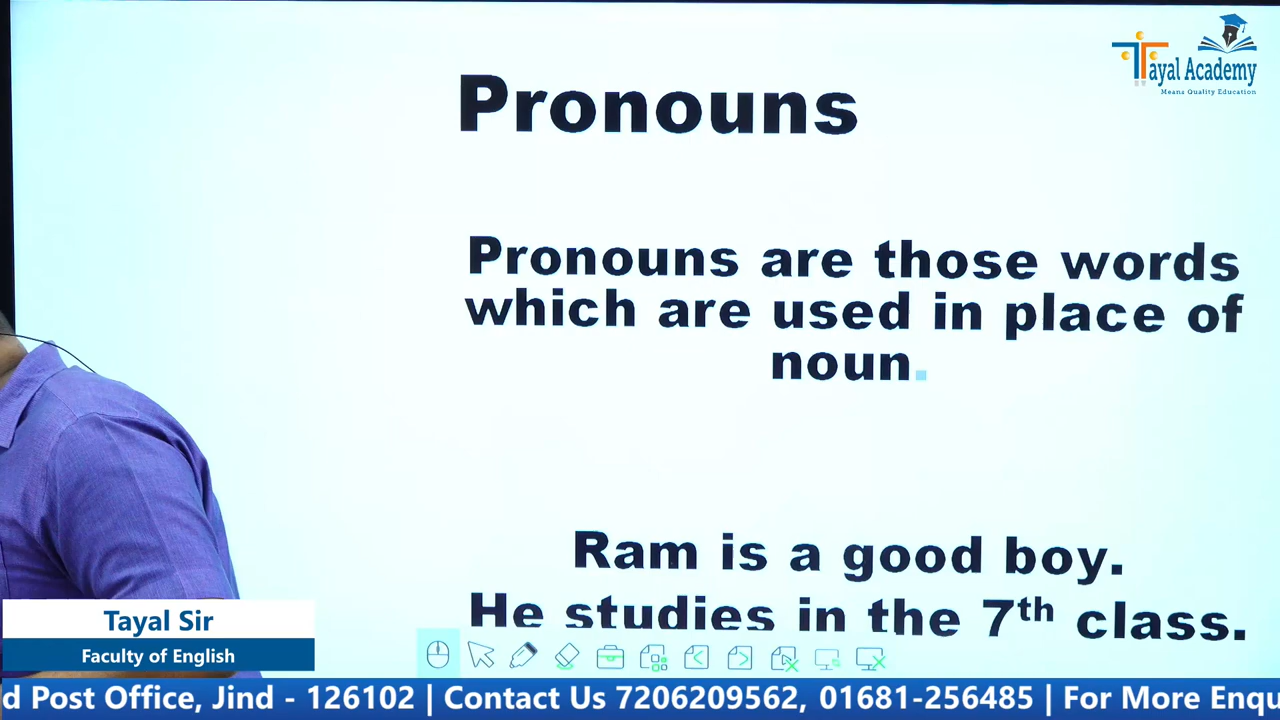 Tayal Academy
Means Quality Education
Pronouns
Pronouns are those words
which are used in place of
noun.
Ram is a good boy.
He studies in the 7th class.
Tayal Sir
Faculty of English
d Post Office, Jind - 126102 | Contact Us 7206209562, 01681-256485 | For More Enqu